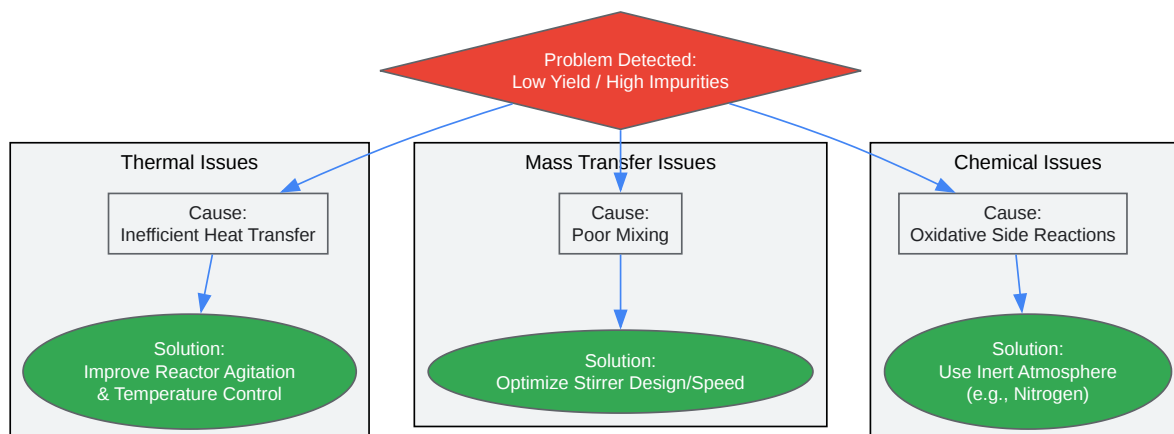 Problem Detected:
Low Yield / High Impurities
Thermal Issues
Cause:
Inefficient Heat Transfer
Solution:
Improve Reactor Agitation
& Temperature Control
Mass Transfer Issues
Cause:
Poor Mixing
Solution:
Optimize Stirrer Design/Speed
Chemical Issues
Cause:
Oxidative Side Reactions
Solution:
Use Inert Atmosphere
(e.g., Nitrogen)